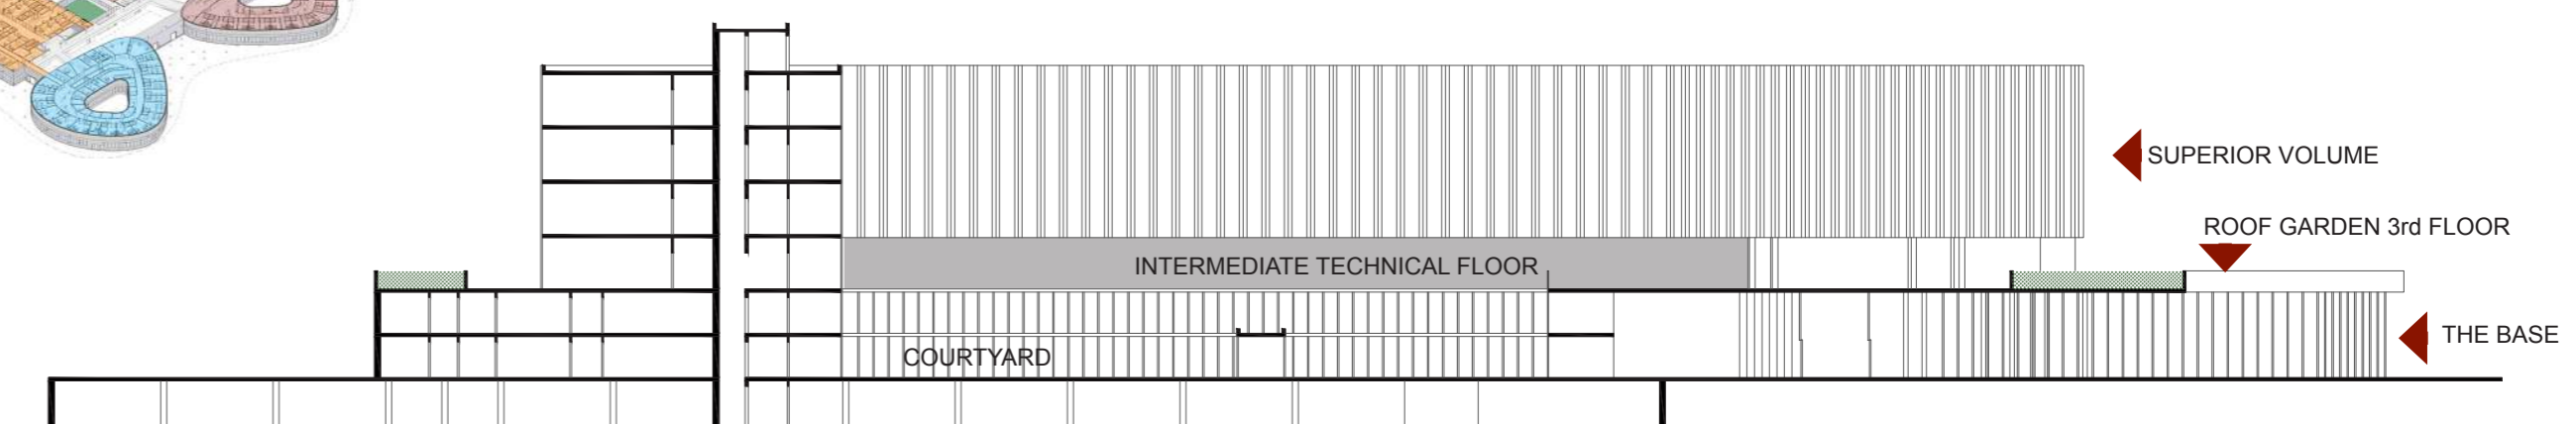 SUPERIOR VOLUME
ROOF GARDEN 3rd FLOOR
INTERMEDIATE TECHNICAL FLOOR
THE BASE
COURTYARD